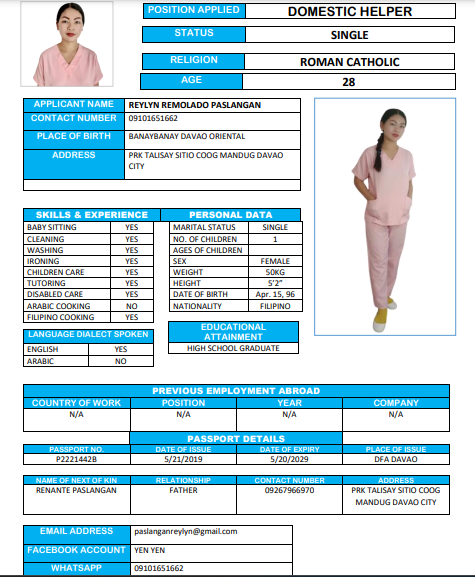 POSITION APPLIED DOMESTIC HELPER
STATUS SINGLE
RELIGION ROMAN CATHOLIC
AGE 28
APPLICANT NAME REYLYN REMOLADO PASLANGAN
CONTACT NUMBER 09101651662
PLACE OF BIRTH BANAYBANAY DAVAO ORIENTAL
ADDRESS PRK TALISAY SITIO COOG MANDUG DAVAO
CITY
SKILLS & EXPERIENCE PERSONAL DATA
BABY SITTING YES MARITAL STATUS SINGLE
CLEANING YES NO. OF CHILDREN 1
WASHING YES AGES OF CHILDREN
IRONING YES SEX FEMALE
CHILDREN CARE YES WEIGHT 50KG
TUTORING YES HEIGHT 5'2"
DISABLED CARE YES DATE OF BIRTH Apr. 15, 96
ARABIC COOKING NO NATIONALITY FILIPINO
FILIPINO COOKING YES
LANGUAGE DIALECT SPOKEN
ENGLISH YES
ARABIC NO
EDUCATIONAL
ATTAINMENT
HIGH SCHOOL GRADUATE
PREVIOUS EMPLOYMENT ABROAD
COUNTRY OF WORK POSITION YEAR COMPANY
N/A N/A N/A N/A
PASSPORT DETAILS
PASSPORT NO. DATE OF ISSUE DATE OF EXPIRY PLACE OF ISSUE
P2221442B 5/21/2019 5/20/2029 DFA DAVAO
NAME OF NEXT OF KIN RELATIONSHIP CONTACT NUMBER ADDRESS
RENANTE PASLANGAN FATHER 09267966970 PRK TALISAY SITIO COOG
MANDUG DAVAO CITY
EMAIL ADDRESS paslanganreylyn@gmail.com
FACEBOOK ACCOUNT YEN YEN
WHATSAPP 09101651662